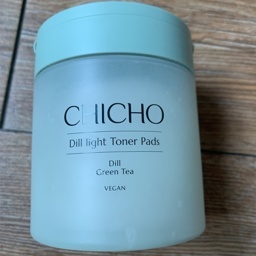 CHICHO
Dill light Toner Pads
Dill
Green Tea
VEGAN